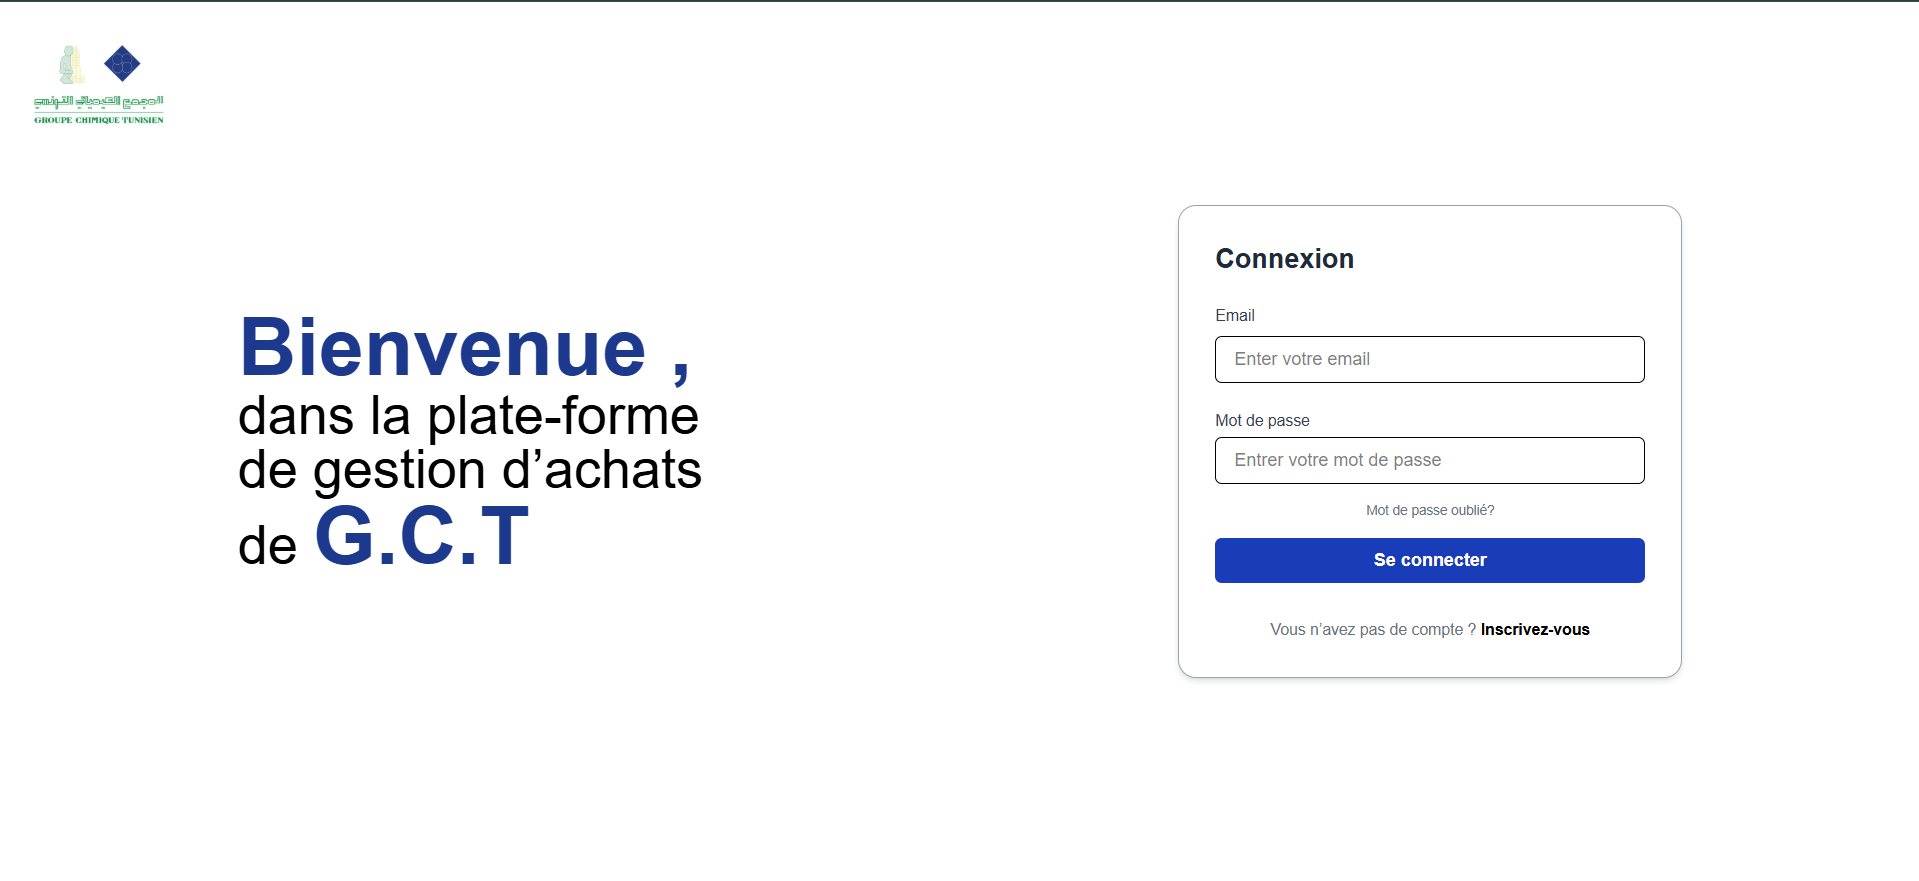 المجمع الكيميائي التونسي
GROUPE CHIMIQUE TUNISIEN
Bienvenue ,
dans la plate-forme
de gestion d’achats
de G.C.T
Connexion
Email
Enter votre email
Mot de passe
Entrer votre mot de passe
Mot de passe oublié?
Se connecter
Vous n’avez pas de compte ? Inscrivez-vous